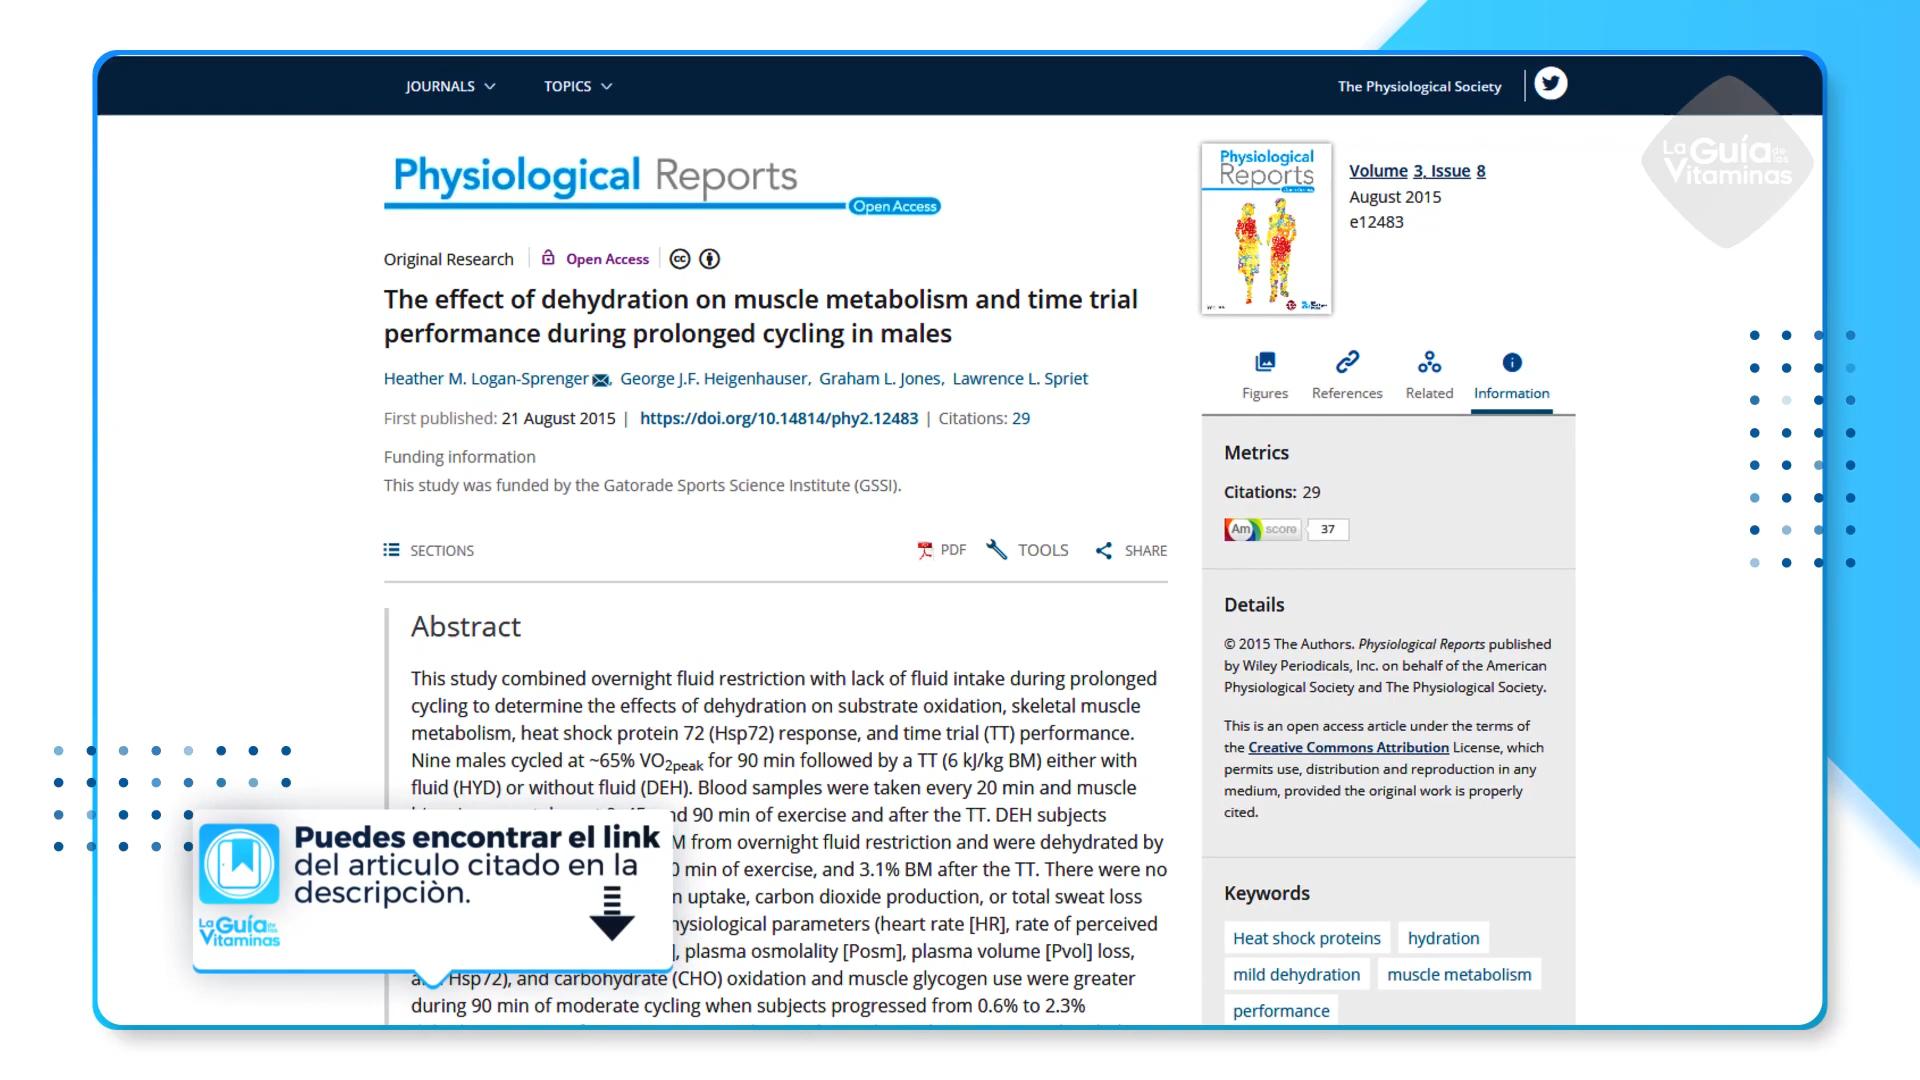 JOURNALS
TOPICS
The Physiological Society
La Guía de las Vitaminas
Physiological Reports
Open Access
Physiological
Reports
Volume 3, Issue 8
August 2015
e12483
Original Research
Open Access
The effect of dehydration on muscle metabolism and time trial
performance during prolonged cycling in males
Heather M. Logan-Sprenger, George J.F. Heigenhauser, Graham L. Jones, Lawrence L. Spriet
First published: 21 August 2015 | https://doi.org/10.14814/phy2.12483 | Citations: 29
Funding information
This study was funded by the Gatorade Sports Science Institute (GSSI).
Figures
References
Related
Information
SECTIONS
PDF
TOOLS
SHARE
Abstract
This study combined overnight fluid restriction with lack of fluid intake during prolonged
cycling to determine the effects of dehydration on substrate oxidation, skeletal muscle
metabolism, heat shock protein 72 (Hsp72) response, and time trial (TT) performance.
Nine males cycled at ~65% VO2peak for 90 min followed by a TT (6 kJ/kg BM) either with
fluid (HYD) or without fluid (DEH). Blood samples were taken every 20 min and muscle
nd 90 min of exercise and after the TT. DEH subjects
M from overnight fluid restriction and were dehydrated by
0 min of exercise, and 3.1% BM after the TT. There were no
n uptake, carbon dioxide production, or total sweat loss
hysiological parameters (heart rate [HR], rate of perceived
], plasma osmolality [Posm], plasma volume [Pvol] loss,
Hsp72), and carbohydrate (CHO) oxidation and muscle glycogen use were greater
during 90 min of moderate cycling when subjects progressed from 0.6% to 2.3%
Puedes encontrar el link
del articulo citado en la
descripciòn.
La Guía de las Vitaminas
Metrics
Citations: 29
Am score 37
Details
© 2015 The Authors. Physiological Reports published
by Wiley Periodicals, Inc. on behalf of the American
Physiological Society and The Physiological Society.
This is an open access article under the terms of
the Creative Commons Attribution License, which
permits use, distribution and reproduction in any
medium, provided the original work is properly
cited.
Keywords
Heat shock proteins
hydration
mild dehydration
muscle metabolism
performance